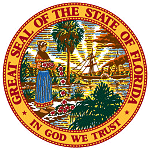 GREAT SEAL OF THE STATE OF FLORIDA
IN GOD WE TRUST